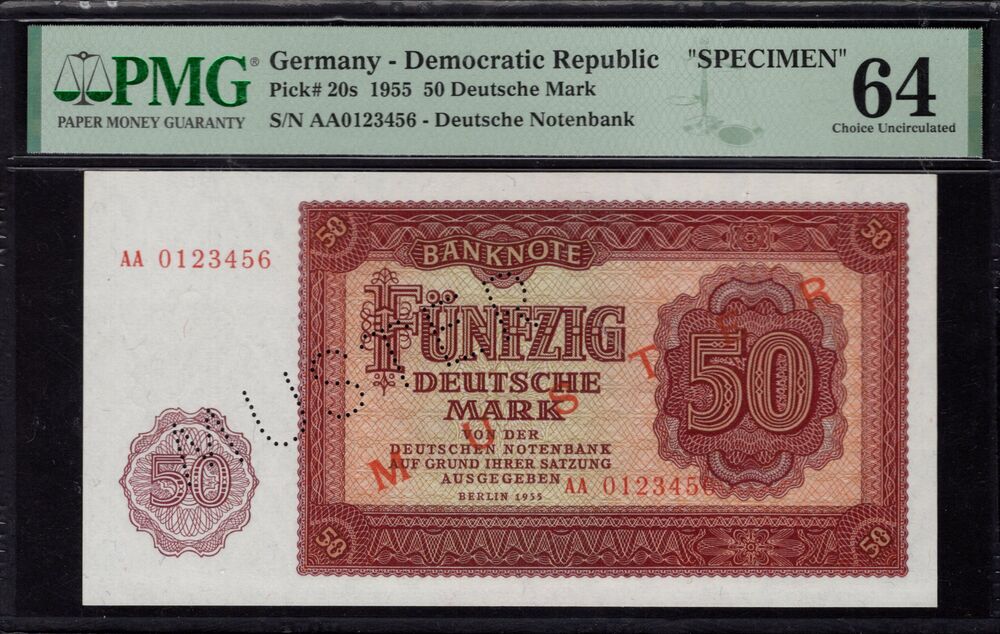 PMG®
PAPER MONEY GUARANTY
Germany - Democratic Republic "SPECIMEN"
Pick# 20s 1955 50 Deutsche Mark
S/N AA0123456 - Deutsche Notenbank
64
Choice Uncirculated
50
50
BANKNOTE
AA 0123456
FÜNFZIG
DEUTSCHE
MARK
VON DER
DEUTSCHEN NOTENBANK
AUF GRUND IHRER SATZUNG
AUSGEGEBEN
BERLIN 1955
AA 0123456
50
50
50
50
MUSTER
MUSTER